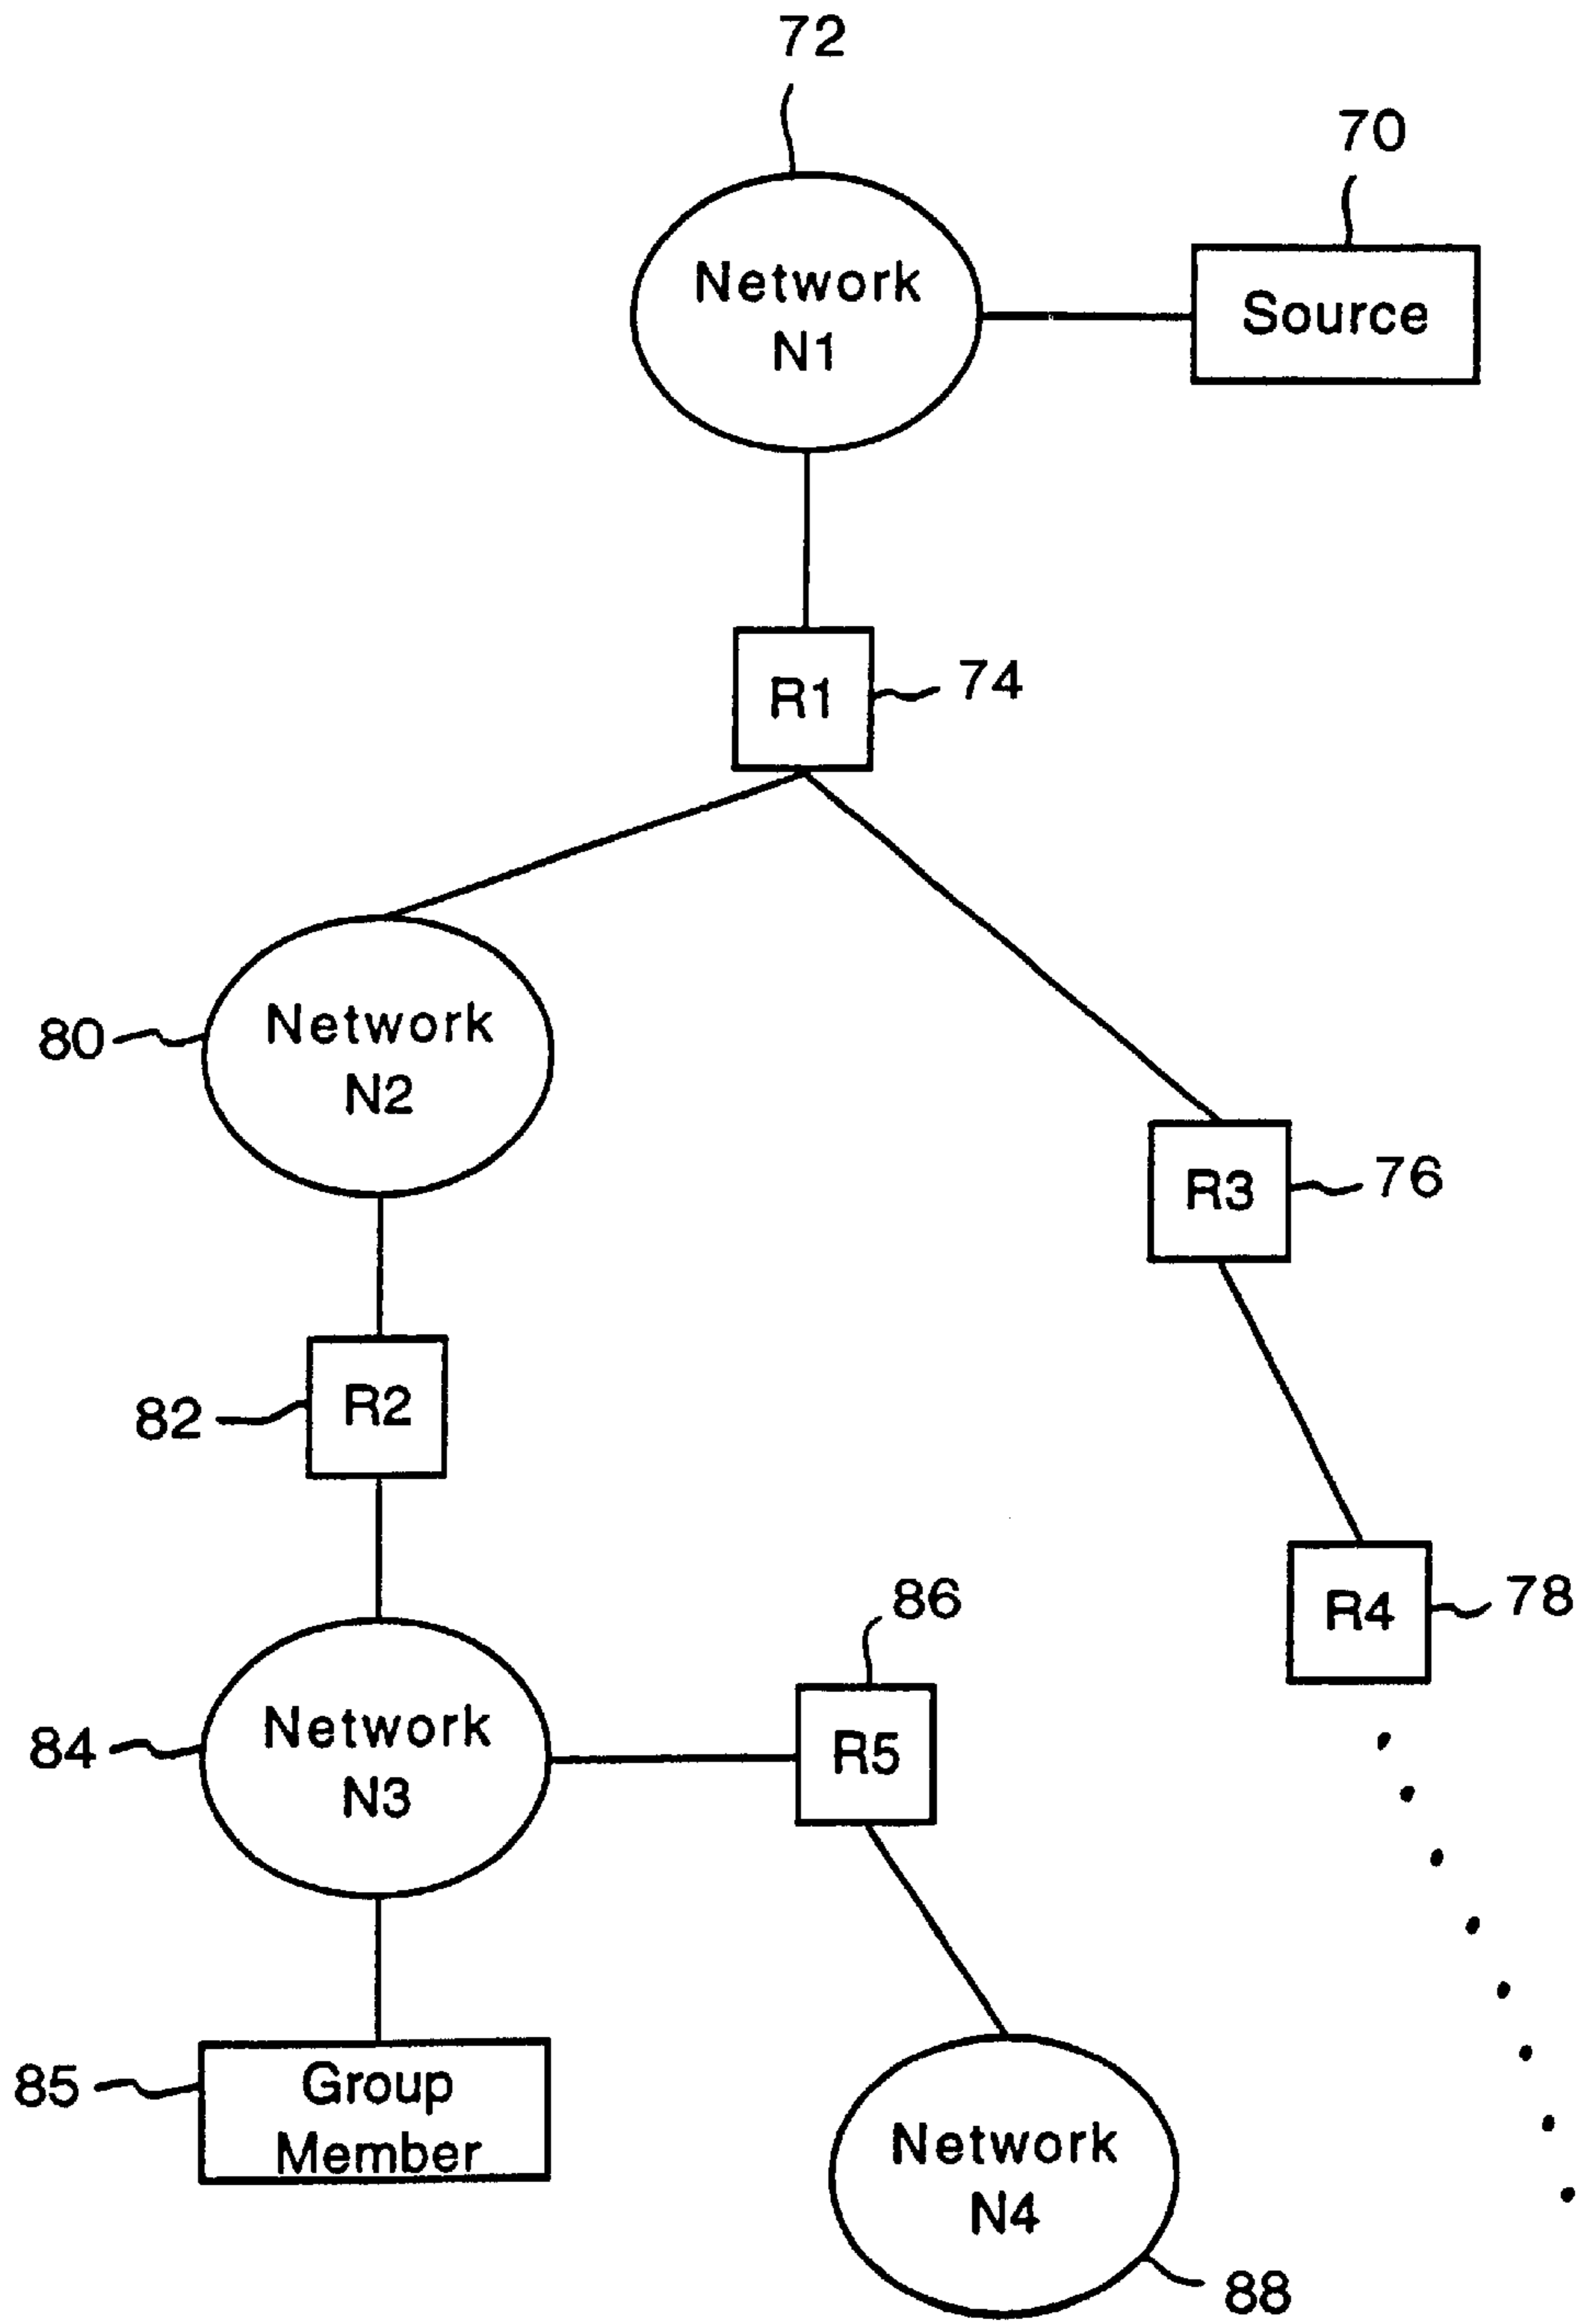 72
70
Network
N1
Source
R1
74
80
Network
N2
R3
76
82
R2
86
R4
78
84
Network
N3
R5
85
Group
Member
Network
N4
88